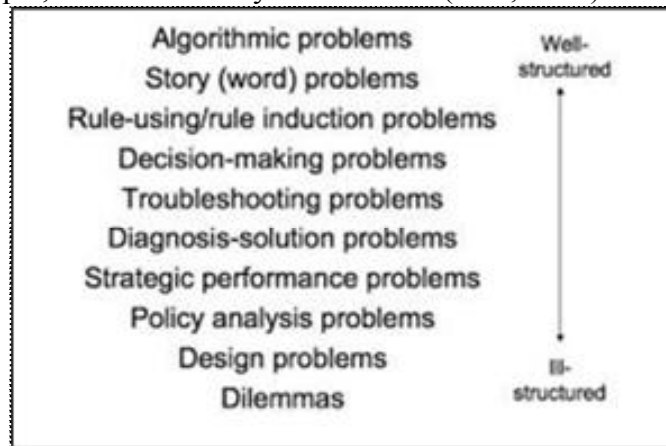 Algorithmic problems
Story (word) problems
Rule-using/rule induction problems
Decision-making problems
Troubleshooting problems
Diagnosis-solution problems
Strategic performance problems
Policy analysis problems
Design problems
Dilemmas
Well-
structured
Ill-
structured